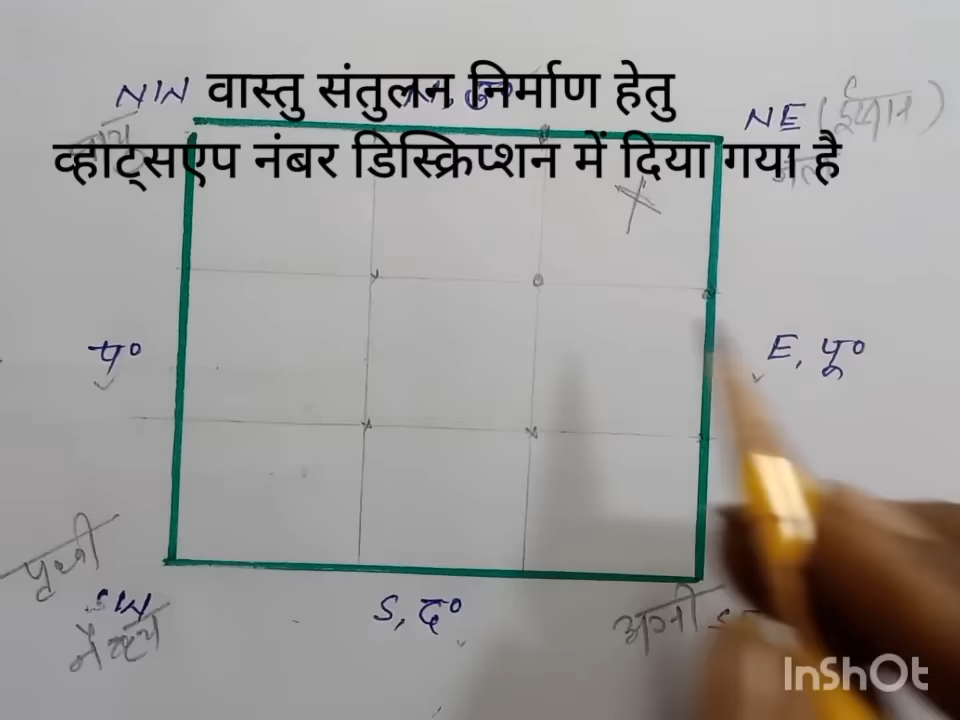 वास्तु संतुलन निर्माण हेतु
व्हाट्सएप नंबर डिस्क्रिप्शन में दिया गया है
NW
NE (ईशान)
प०
E, पू०
पृथ्वी
SW
नैऋत्य
S, द०
अग्नी
InShOt